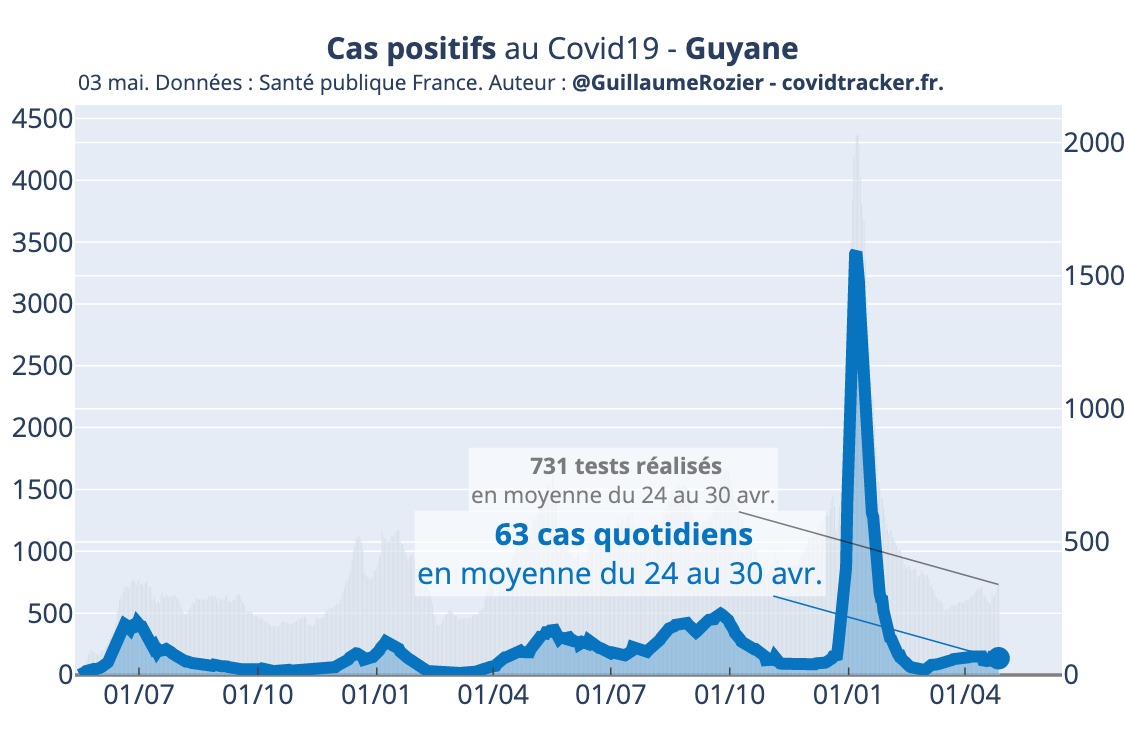 Cas positifs au Covid19 - Guyane
03 mai. Données : Santé publique France. Auteur : @GuillaumeRozier - covidtracker.fr.
4500
4000
3500
3000
2500
2000
1500
1000
500
0
2000
1500
1000
500
0
731 tests réalisés
en moyenne du 24 au 30 avr.
63 cas quotidiens
en moyenne du 24 au 30 avr.
01/07 01/10 01/01 01/04 01/07 01/10 01/01 01/04